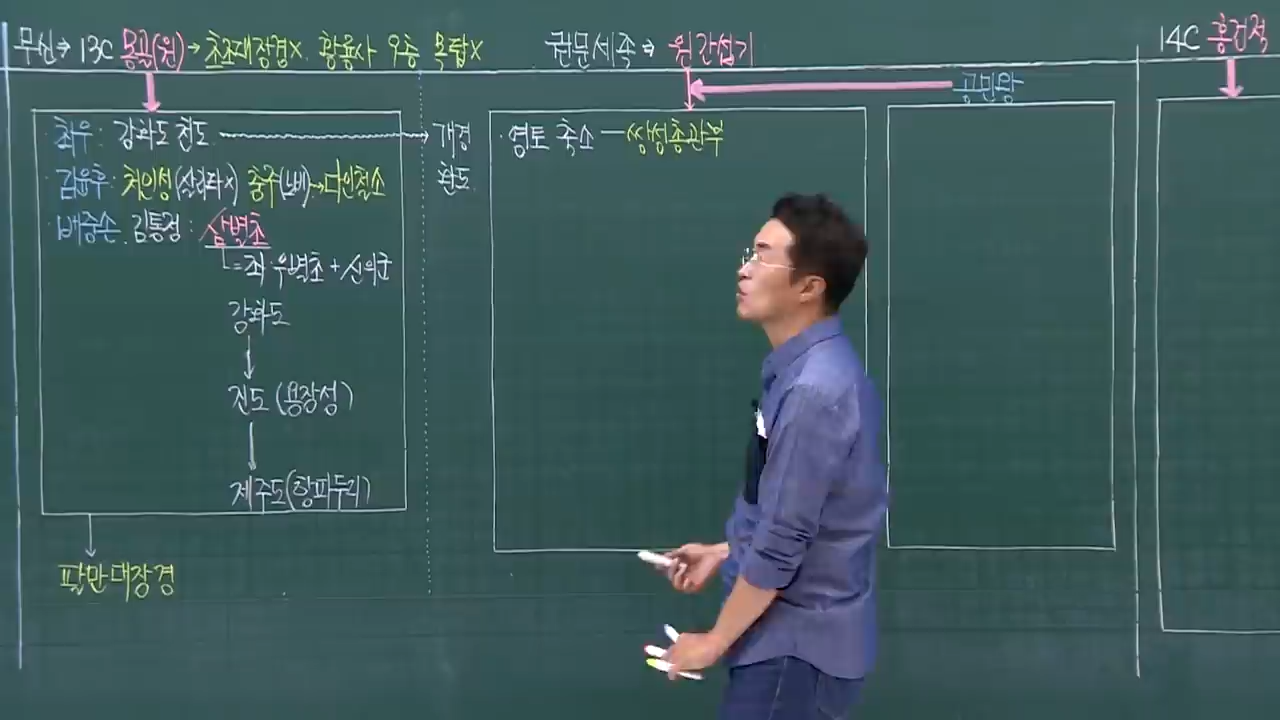 무신→ 13C 몽골(원)→초조대장경X 황룡사 9층 목탑X
최우: 강화도 천도
김윤후: 처인성(살리타X) 충주(노비)→다인철소
배중손 김통정: 삼별초
=좌·우별초+신의군
강화도
진도(용장성)
제주도(항파두리)
팔만대장경
개경
환도
권문세족⇒ 원간섭기
공민왕
· 영토 축소 — 쌍성총관부
14C 홍건적